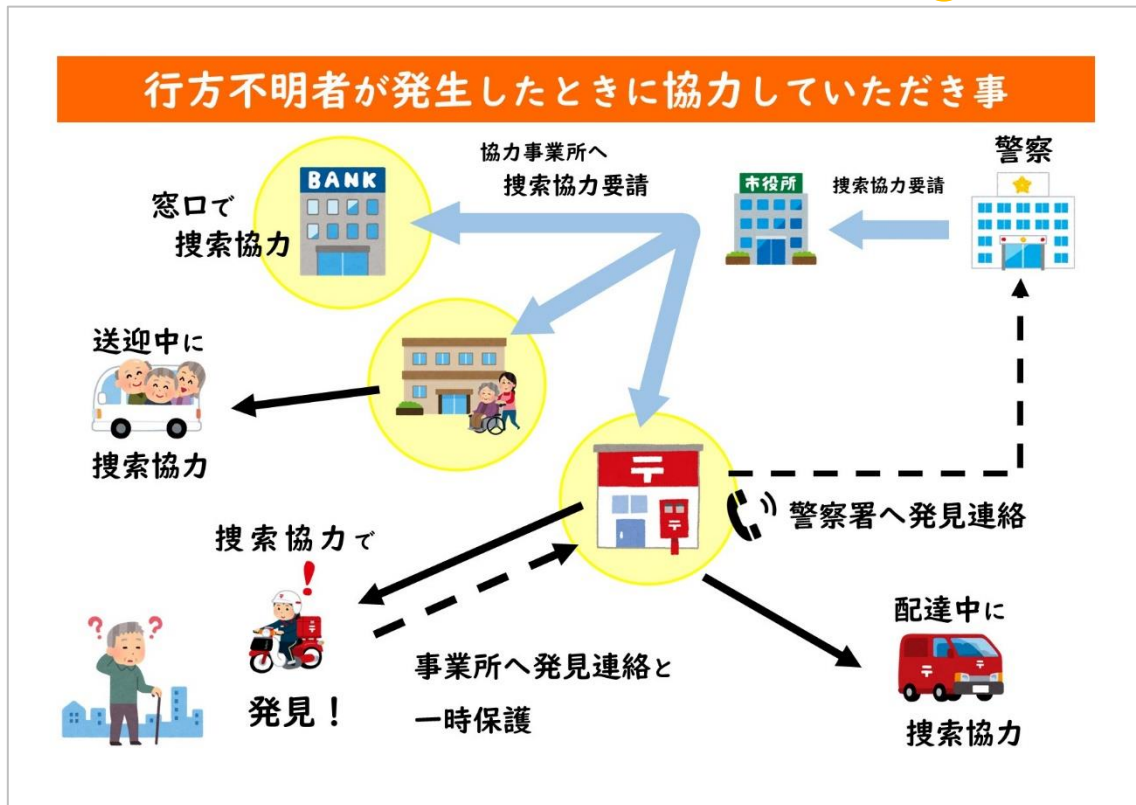 行方不明者が発生したときに協力していただき事
警察
協力事業所へ
捜索協力要請
市役所
捜索協力要請
BANK
窓口で
捜索協力
送迎中に
捜索協力
警察署へ発見連絡
捜索協力で
発見!
事業所へ発見連絡と
一時保護
配達中に
捜索協力